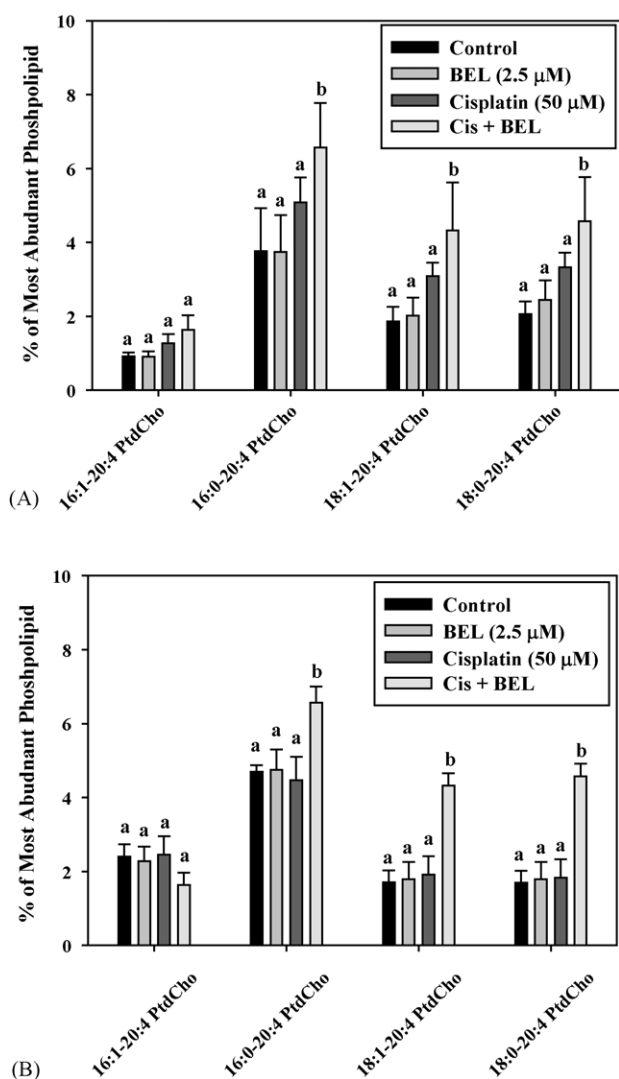 10
8
6
4
2
0
% of Most Abudnant Phoshpolipid
Control
BEL (2.5 μM)
Cisplatin (50 μM)
Cis + BEL
a a a a
a a a b
a a a b
a a a b
16:1-20:4 PtdCho
16:0-20:4 PtdCho
18:1-20:4 PtdCho
18:0-20:4 PtdCho
(A)
10
8
6
4
2
0
% of Most Abudnant Phoshpolipid
Control
BEL (2.5 μM)
Cisplatin (50 μM)
Cis + BEL
a a a a
a a a b
a a a b
a a a b
16:1-20:4 PtdCho
16:0-20:4 PtdCho
18:1-20:4 PtdCho
18:0-20:4 PtdCho
(B)